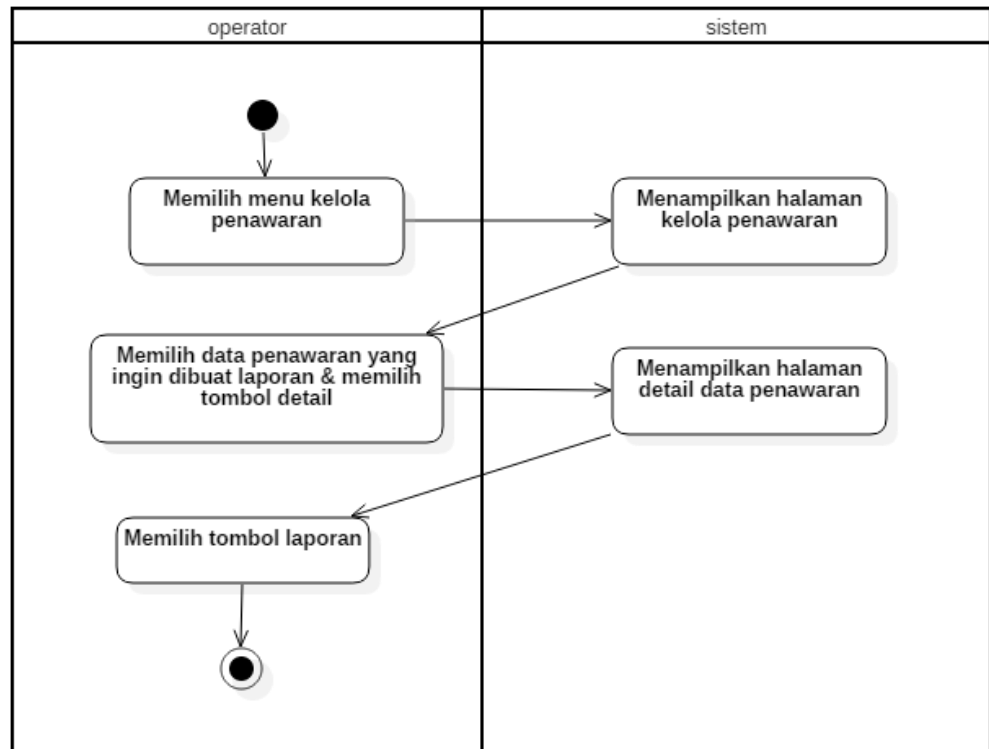 operator
sistem
Memilih menu kelola
penawaran
Menampilkan halaman
kelola penawaran
Memilih data penawaran yang
ingin dibuat laporan & memilih
tombol detail
Menampilkan halaman
detail data penawaran
Memilih tombol laporan